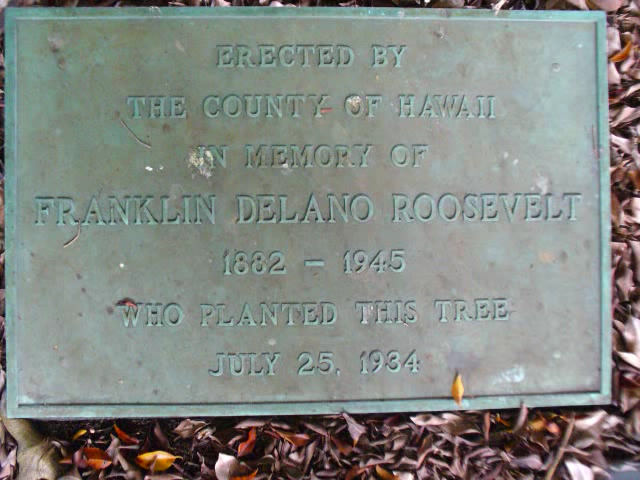 ERECTED BY
THE COUNTY OF HAWAII
IN MEMORY OF
FRANKLIN DELANO ROOSEVELT
1882 – 1945
WHO PLANTED THIS TREE
JULY 25, 1934